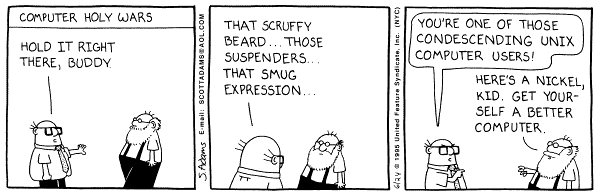 COMPUTER HOLY WARS
HOLD IT RIGHT
THERE, BUDDY.
S.Adams E-mail: SCOTTADAMS@AOL.COM
THAT SCRUFFY
BEARD... THOSE
SUSPENDERS...
THAT SMUG
EXPRESSION...
6/24 © 1995 United Feature Syndicate, Inc. (NYC)
YOU'RE ONE OF THOSE
CONDESCENDING UNIX
COMPUTER USERS!
HERE'S A NICKEL,
KID. GET YOUR-
SELF A BETTER
COMPUTER.